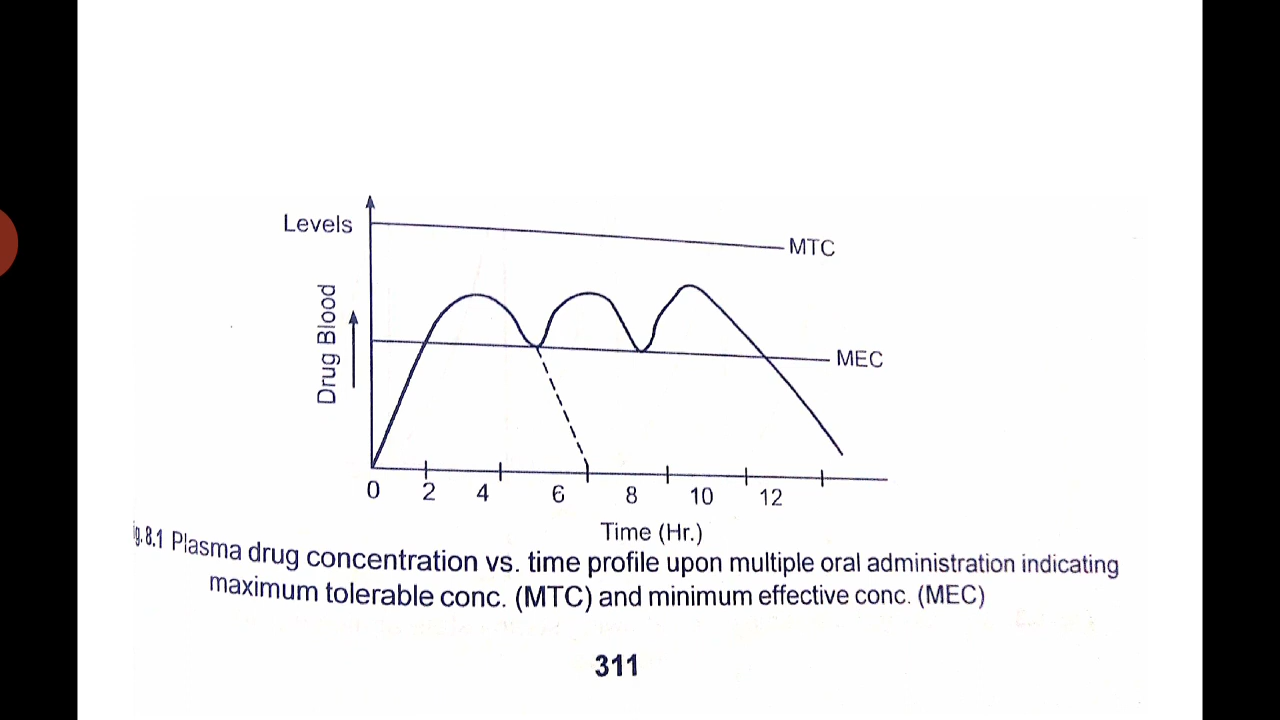 Levels
MTC
Drug Blood
MEC
0 2 4 6 8 10 12
Time (Hr.)
ig.8.1 Plasma drug concentration vs. time profile upon multiple oral administration indicating
maximum tolerable conc. (MTC) and minimum effective conc. (MEC)
311